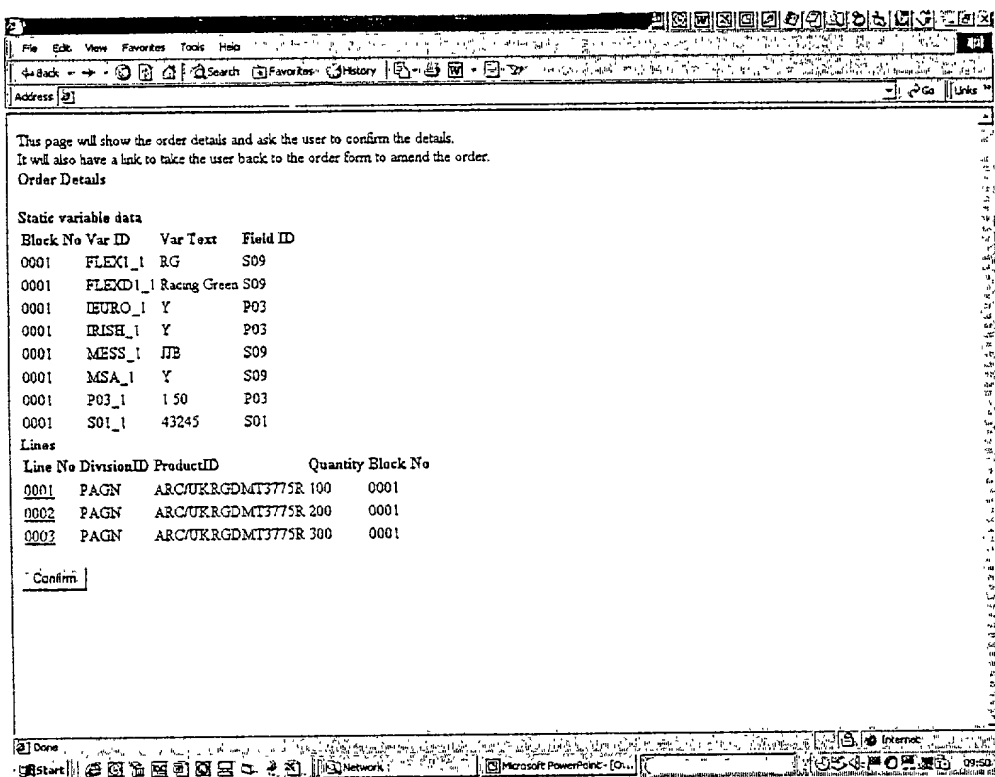 File Edit View Favorites Tools Help
Back Search Favorites History
Address Go Links
This page will show the order details and ask the user to confirm the details.
It will also have a link to take the user back to the order form to amend the order.
Order Details
Static variable data
Block No Var ID Var Text Field ID
0001 FLEX1_1 RG S09
0001 FLEXD1_1 Racing Green S09
0001 IEURO_1 Y P03
0001 IRISH_1 Y P03
0001 MESS_1 S09
0001 MSA_1 Y S09
0001 P03_1 1 50 P03
0001 S01_1 43245 S01
Lines
Line No DivisionID ProductID Quantity Block No
0001 PAGN ARC/UKRGDMT3775R 100 0001
0002 PAGN ARC/UKRGDMT3775R 200 0001
0003 PAGN ARC/UKRGDMT3775R 300 0001
Confirm
Done Internet
Start Network Microsoft PowerPoint - [O... 09:50